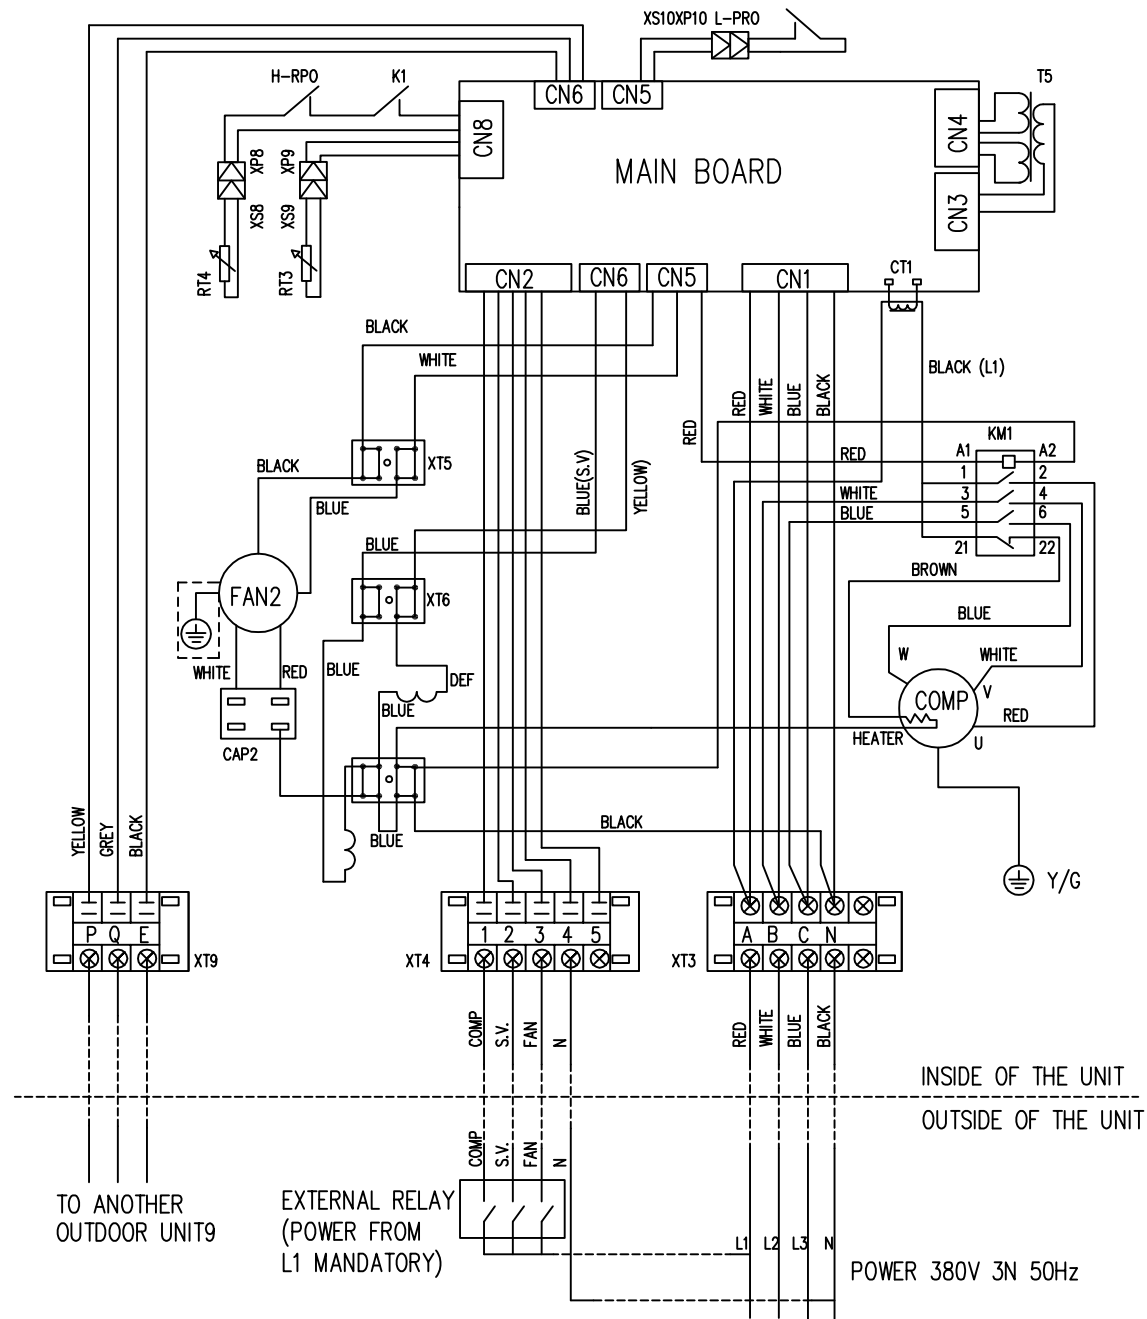 XS10XP10 L-PRO
H-RPO
K1
CN6
CN5
T5
CN8
CN4
MAIN BOARD
XP8
XP9
CN3
XS8
XS9
RT4
RT3
CN2
CN6
CN5
CN1
CT1
BLACK
WHITE
BLACK (L1)
RED
WHITE
BLUE
BLACK
RED
KM1
A1
A2
RED
XT5
BLACK
1
2
BLUE
BLUE(S.V)
YELLOW)
WHITE
3
4
BLUE
5
6
BLUE
21
22
BROWN
FAN2
XT6
BLUE
WHITE
RED
BLUE
DEF
W
WHITE
COMP
V
BLUE
RED
HEATER
U
CAP2
BLACK
BLUE
YELLOW
GREY
BLACK
Y/G
P Q E
XT9
1 2 3 4 5
XT4
A B C N
XT3
COMP
S.V.
FAN
N
RED
WHITE
BLUE
BLACK
INSIDE OF THE UNIT
OUTSIDE OF THE UNIT
COMP
S.V.
FAN
N
TO ANOTHER
OUTDOOR UNIT9
EXTERNAL RELAY
(POWER FROM
L1 MANDATORY)
L1
L2
L3
N
POWER 380V 3N 50Hz